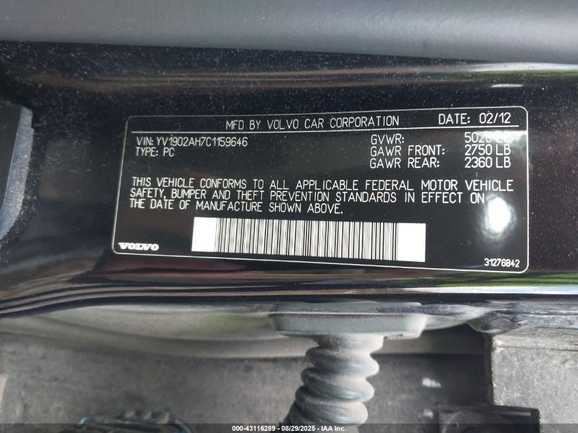 MFD BY VOLVO CAR CORPORATION DATE: 02/12
VIN: YV1902AH7C1159646 GVWR:
TYPE: PC GAWR FRONT: 2750 LB
GAWR REAR: 2360 LB
THIS VEHICLE CONFORMS TO ALL APPLICABLE FEDERAL MOTOR VEHICLE
SAFETY, BUMPER AND THEFT PREVENTION STANDARDS IN EFFECT ON
THE DATE OF MANUFACTURE SHOWN ABOVE.
VOLVO
31276842
000-43116299 - 08/29/2025 - IAA, Inc.